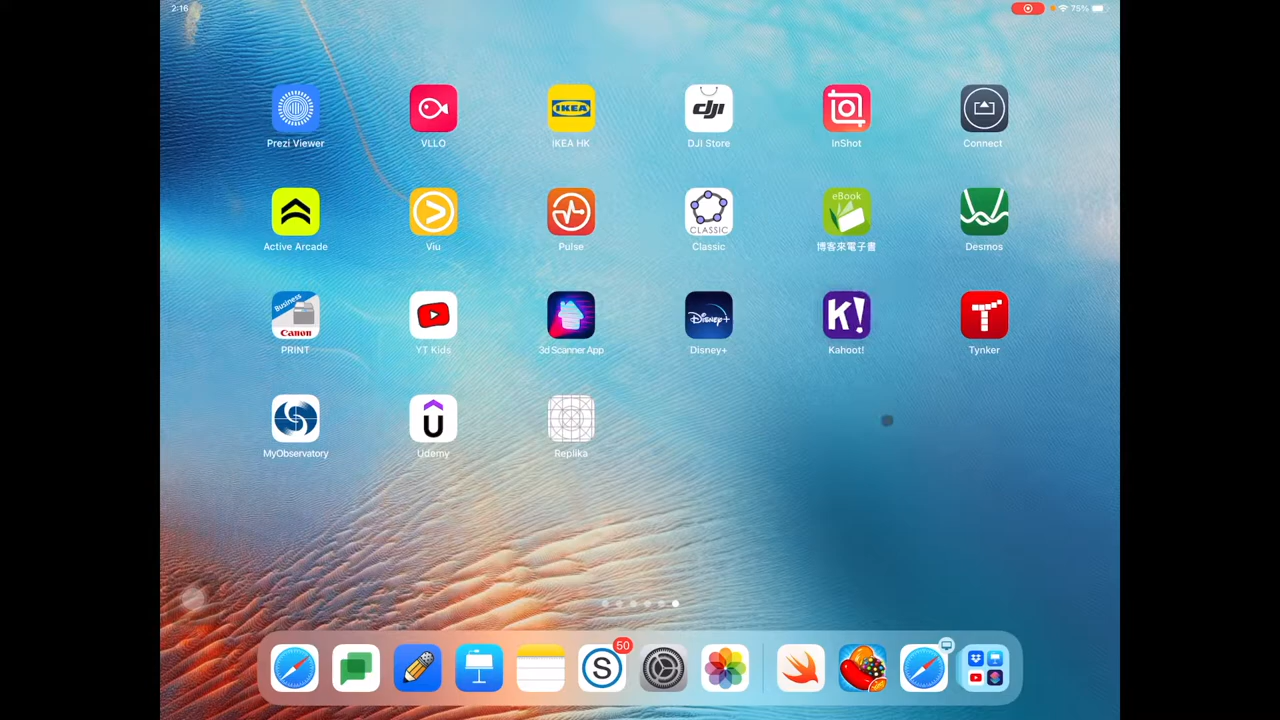 2:16
75%
IKEA
dji
Prezi Viewer
VLLO
IKEA HK
DJI Store
InShot
Connect
CLASSIC
eBook
Active Arcade
Viu
Pulse
Classic
博客來電子書
Desmos
Business
Canon
Disney+
K!
PRINT
YT Kids
3d Scanner App
Disney+
Kahoot!
Tynker
MyObservatory
Udemy
Replika
50
S